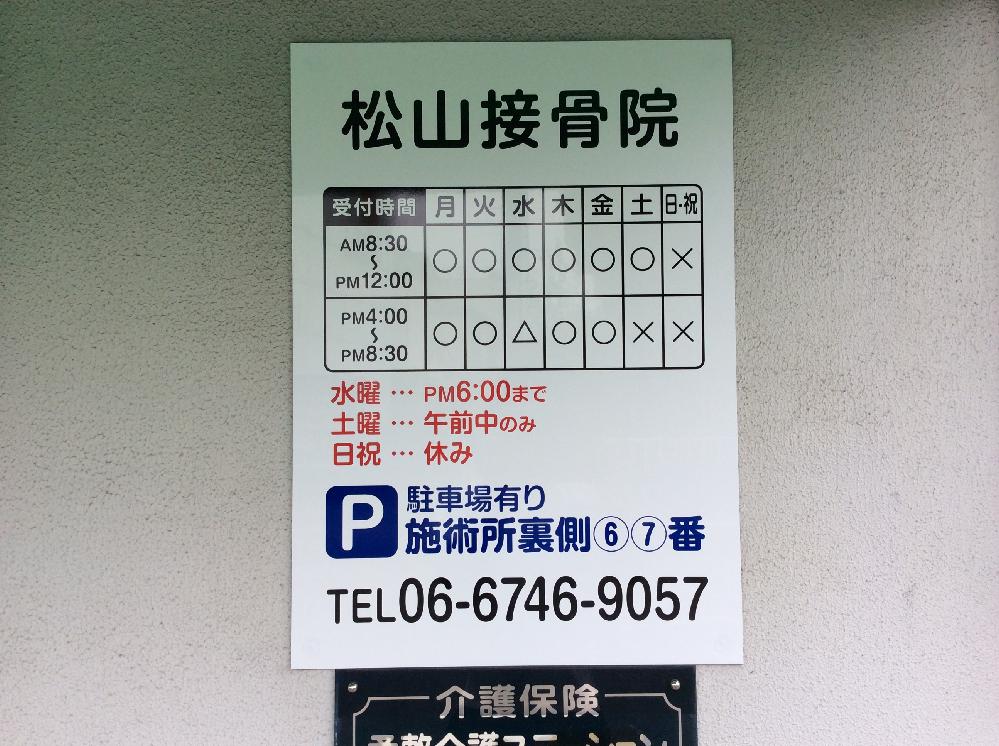 松山接骨院
受付時間 月 火 水 木 金 土 日・祝
AM8:30〜PM12:00 ○ ○ ○ ○ ○ ○ ×
PM4:00〜PM8:30 ○ ○ △ ○ ○ × ×
水曜…PM6:00まで
土曜…午前中のみ
日祝…休み
P 駐車場有り
施術所裏側⑥⑦番
TEL06-6746-9057
介護保険